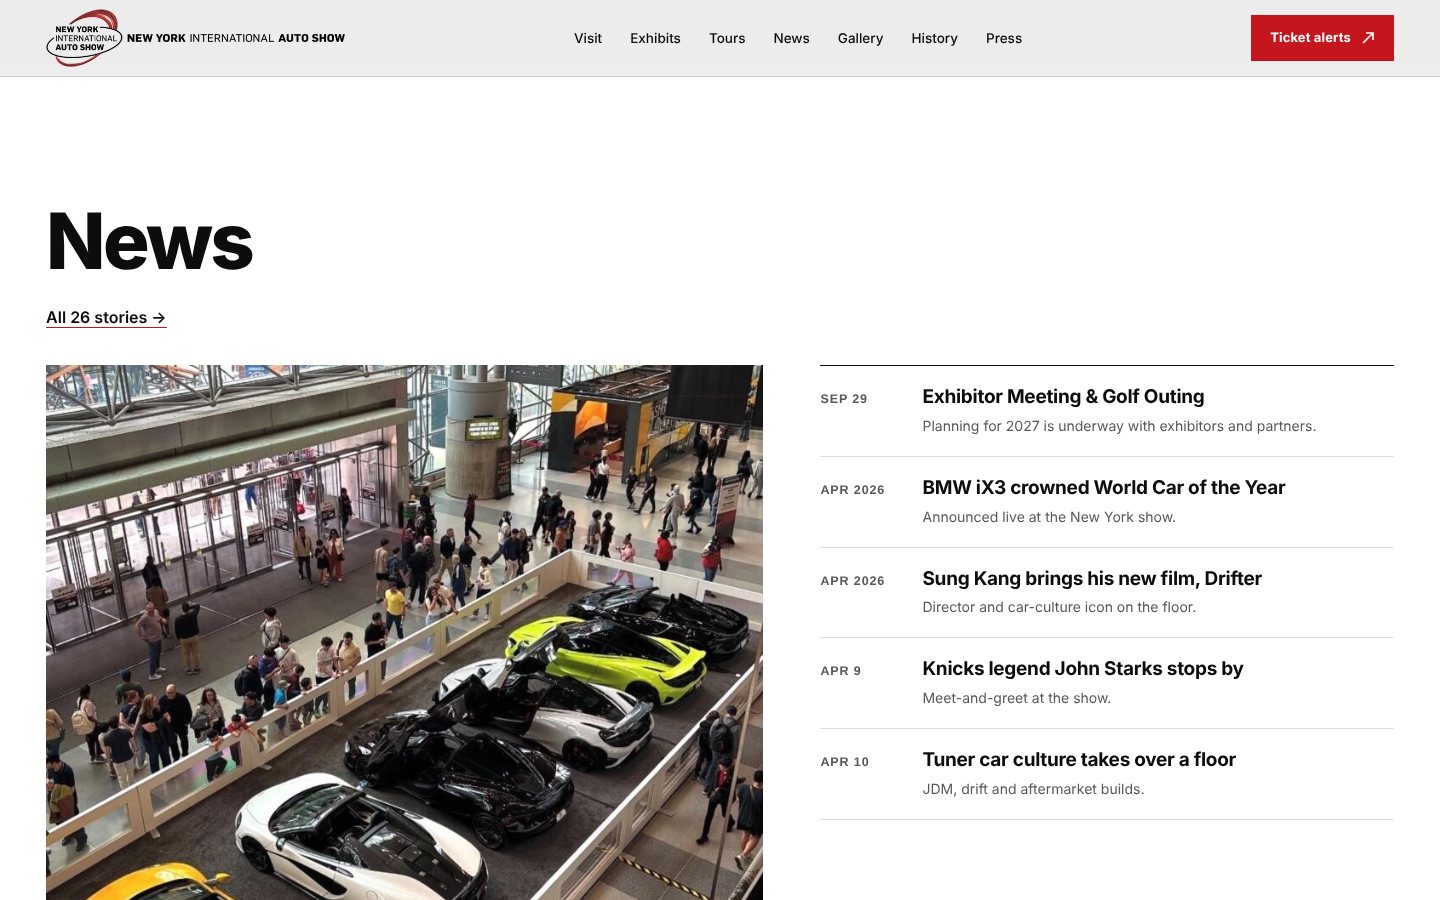 NEW YORK
INTERNATIONAL
AUTO SHOW
NEW YORK INTERNATIONAL AUTO SHOW
Visit
Exhibits
Tours
News
Gallery
History
Press
Ticket alerts
News
All 26 stories →
SEP 29
Exhibitor Meeting & Golf Outing
Planning for 2027 is underway with exhibitors and partners.
APR 2026
BMW iX3 crowned World Car of the Year
Announced live at the New York show.
APR 2026
Sung Kang brings his new film, Drifter
Director and car-culture icon on the floor.
APR 9
Knicks legend John Starks stops by
Meet-and-greet at the show.
APR 10
Tuner car culture takes over a floor
JDM, drift and aftermarket builds.